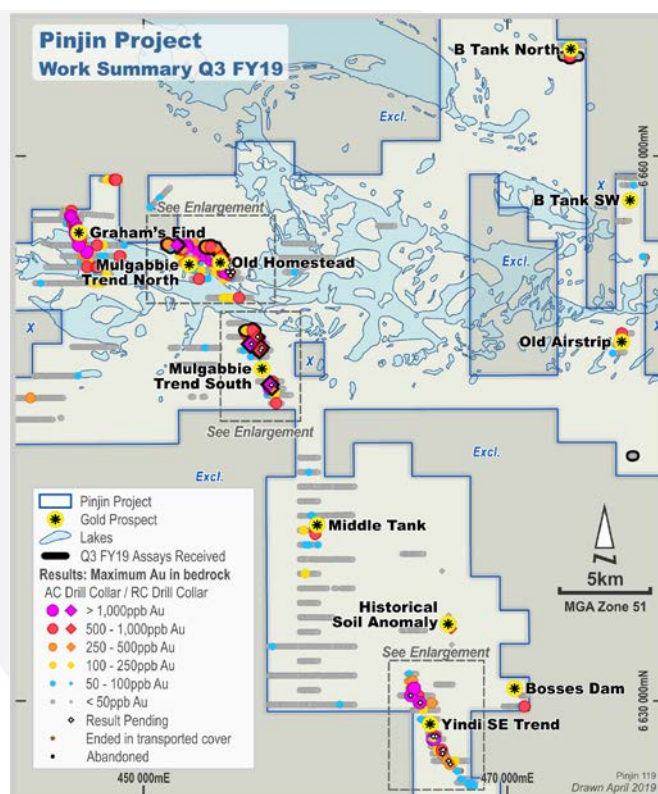 Pinjin Project
Work Summary Q3 FY19
B Tank North
Excl.
6 660 000mN
X
B Tank SW
See Enlargement
Graham's Find
Mulgabbie
Trend North
Old Homestead
Excl.
X
Old Airstrip
X
Mulgabbie
Trend South
See Enlargement
Excl.
Excl.
Pinjin Project
Gold Prospect
Lakes
Q3 FY19 Assays Received
Results: Maximum Au in bedrock
AC Drill Collar / RC Drill Collar
> 1,000ppb Au
500 - 1,000ppb Au
250 - 500ppb Au
100 - 250ppb Au
50 - 100ppb Au
< 50ppb Au
Result Pending
Ended in transported cover
Abandoned
Middle Tank
N
5km
MGA Zone 51
Historical
Soil Anomaly
See Enlargement
Bosses Dam
6 630 000mN
Yindi SE Trend
450 000mE
470 000mE
Pinjin 119
Drawn April 2019